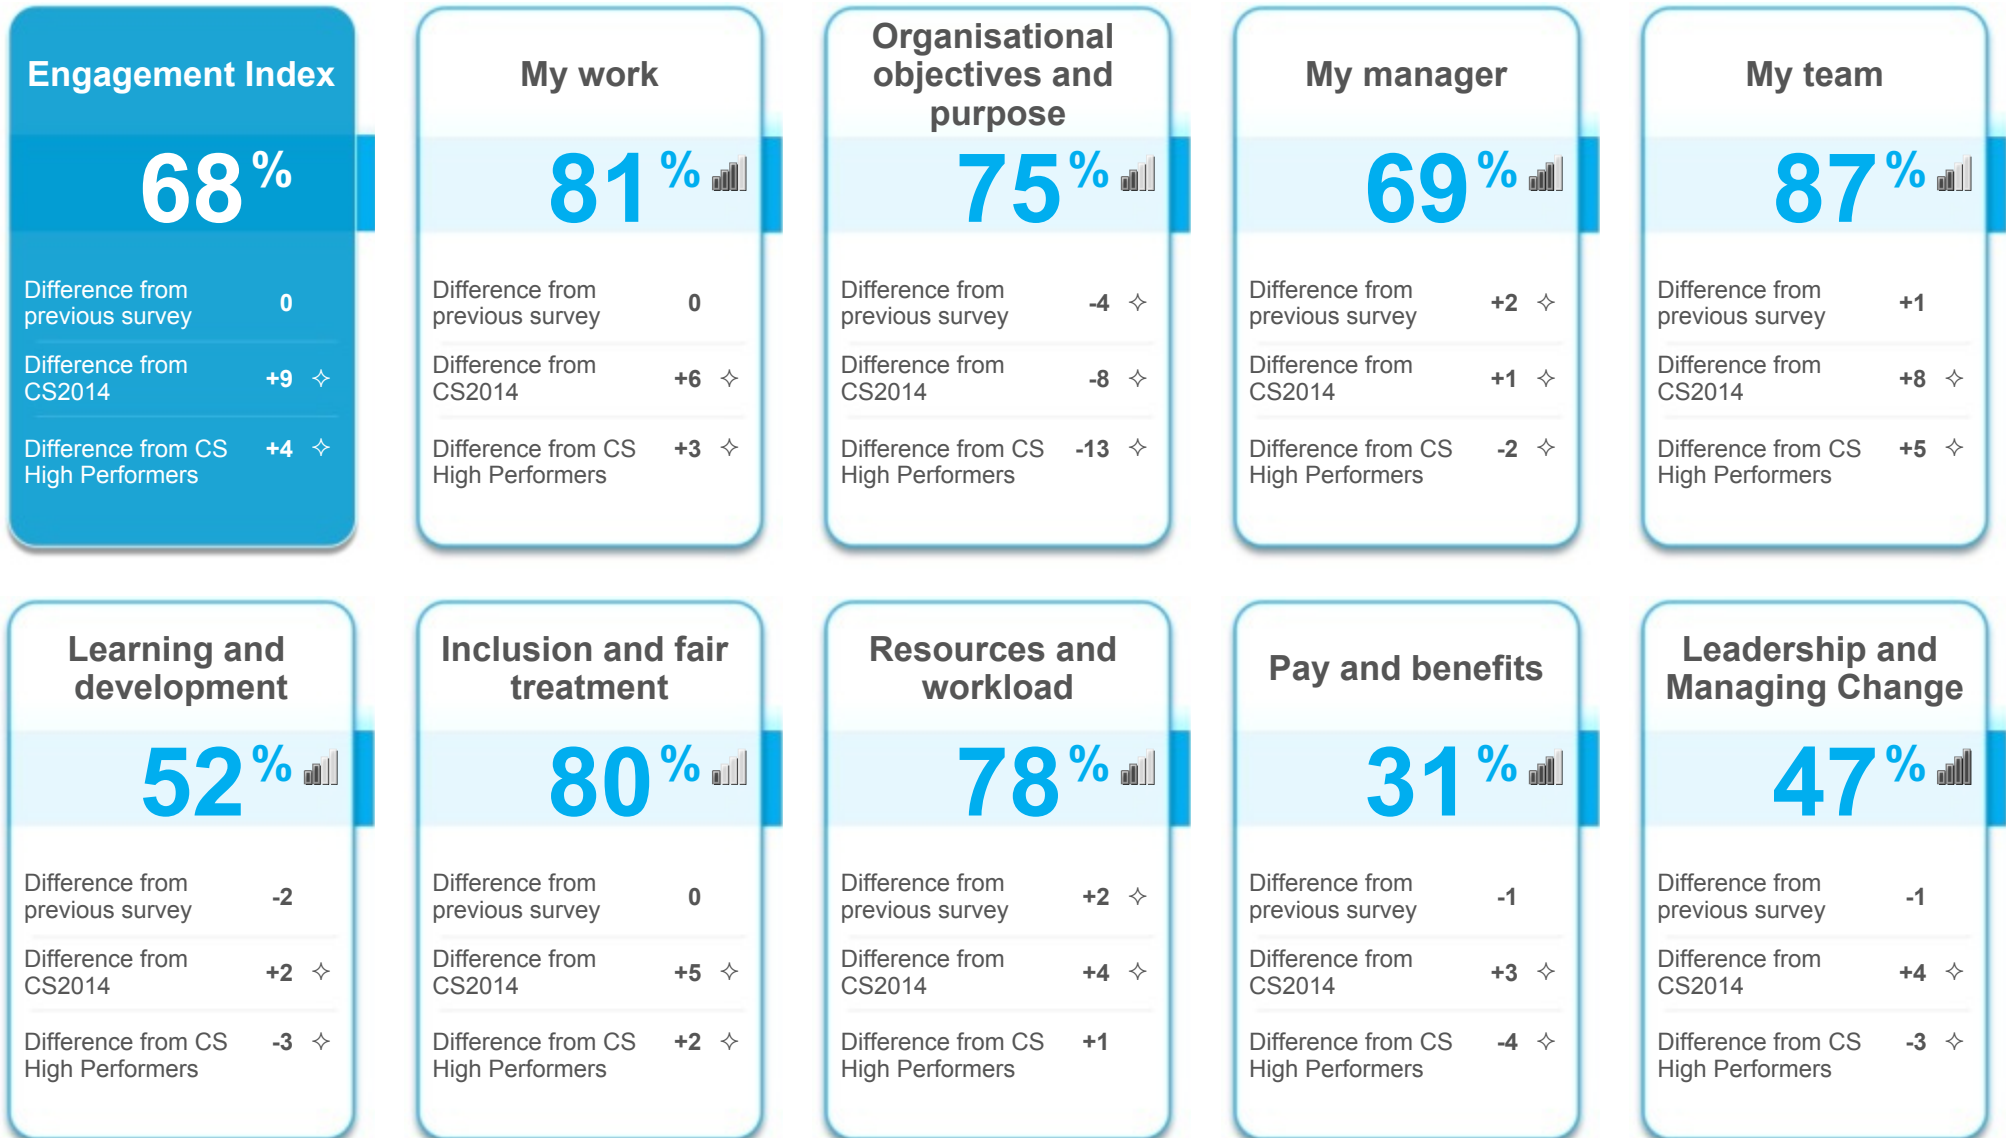 Engagement Index
68%
Difference from
previous survey
0
Difference from
CS2014
+9 ✧
Difference from CS
High Performers
+4 ✧
My work
81%
Difference from
previous survey
0
Difference from
CS2014
+6 ✧
Difference from CS
High Performers
+3 ✧
Organisational
objectives and
purpose
75%
Difference from
previous survey
-4 ✧
Difference from
CS2014
-8 ✧
Difference from CS
High Performers
-13 ✧
My manager
69%
Difference from
previous survey
+2 ✧
Difference from
CS2014
+1 ✧
Difference from CS
High Performers
-2 ✧
My team
87%
Difference from
previous survey
+1
Difference from
CS2014
+8 ✧
Difference from CS
High Performers
+5 ✧
Learning and
development
52%
Difference from
previous survey
-2
Difference from
CS2014
+2 ✧
Difference from CS
High Performers
-3 ✧
Inclusion and fair
treatment
80%
Difference from
previous survey
0
Difference from
CS2014
+5 ✧
Difference from CS
High Performers
+2 ✧
Resources and
workload
78%
Difference from
previous survey
+2 ✧
Difference from
CS2014
+4 ✧
Difference from CS
High Performers
+1
Pay and benefits
31%
Difference from
previous survey
-1
Difference from
CS2014
+3 ✧
Difference from CS
High Performers
-4 ✧
Leadership and
Managing Change
47%
Difference from
previous survey
-1
Difference from
CS2014
+4 ✧
Difference from CS
High Performers
-3 ✧